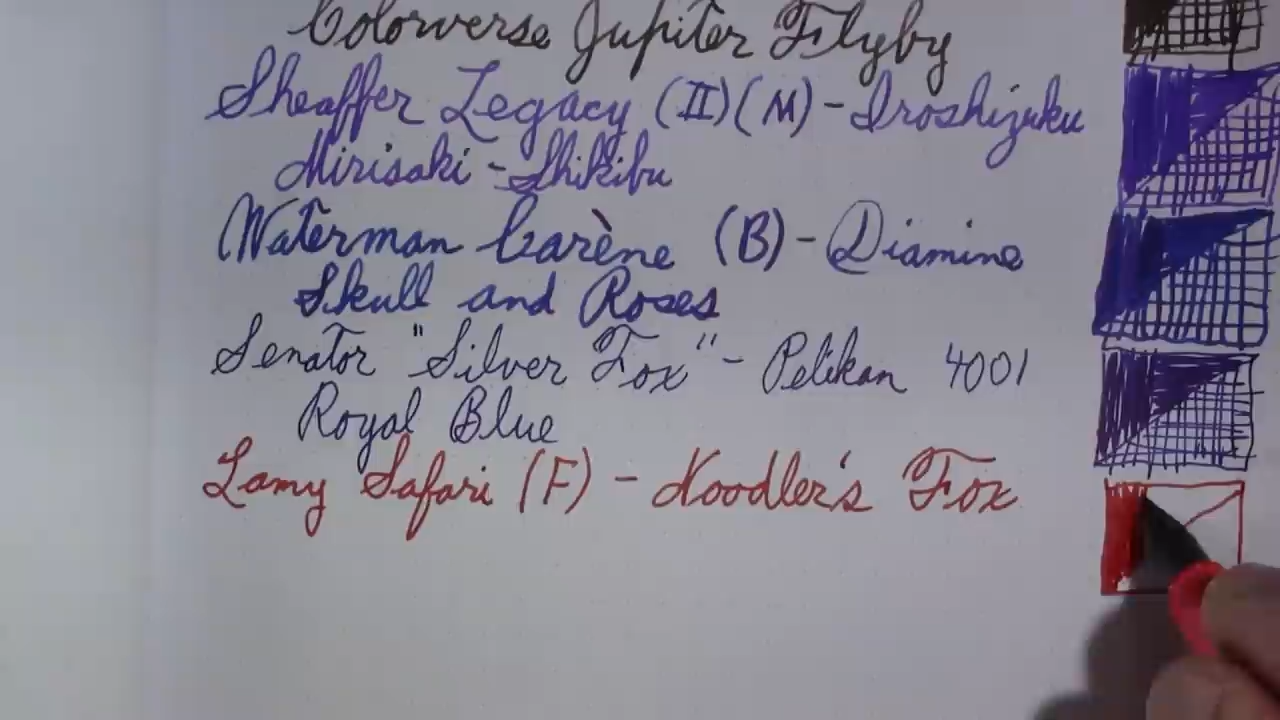 Colorverse Jupiter Flyby
Sheaffer Legacy (II)(M) - Iroshizuku
Mirisaki - Shikibu
Waterman Carène (B) - Diamine
Skull and Roses
Senator "Silver Fox" - Pelikan 4001
Royal Blue
Lamy Safari (F) - Noodler's Fox